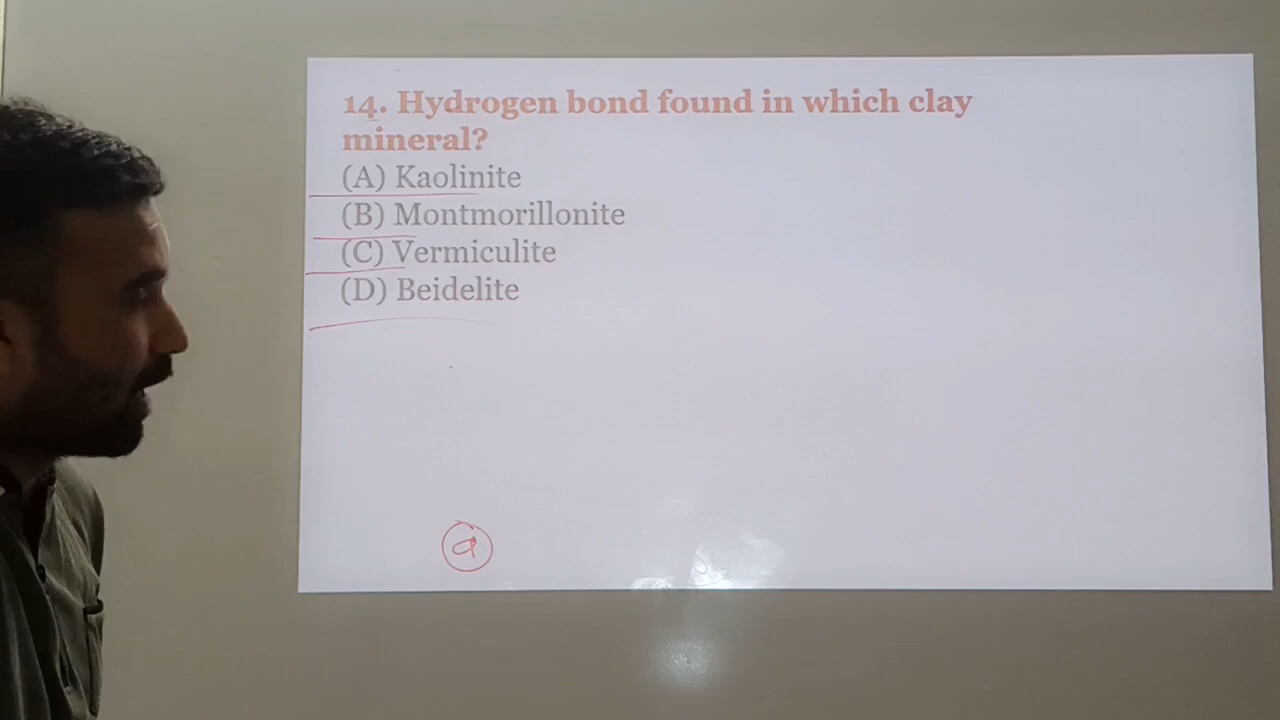 14. Hydrogen bond found in which clay
mineral?
(A) Kaolinite
(B) Montmorillonite
(C) Vermiculite
(D) Beidelite
a